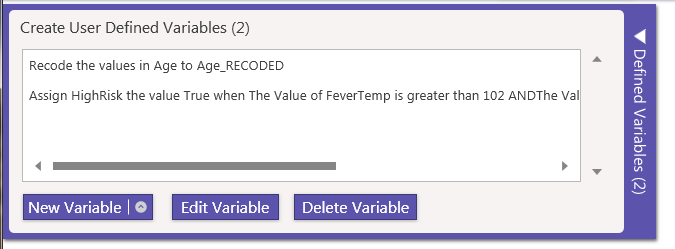 Create User Defined Variables (2)
Recode the values in Age to Age_RECODED
Assign HighRisk the value True when The Value of FeverTemp is greater than 102 ANDThe Val
New Variable
Edit Variable
Delete Variable
Defined Variables (2)